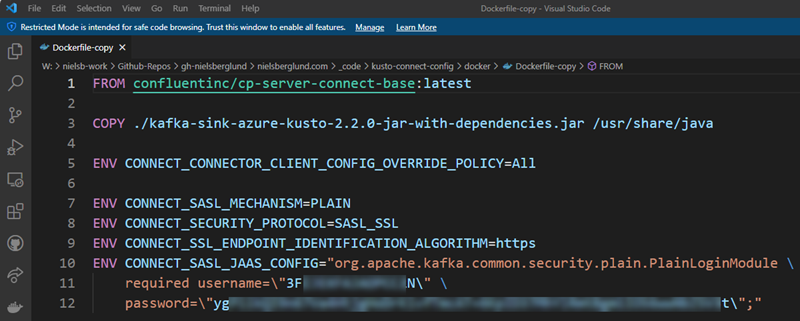 File Edit Selection View Go Run Terminal Help Dockerfile-copy - Visual Studio Code
Restricted Mode is intended for safe code browsing. Trust this window to enable all features. Manage Learn More
Dockerfile-copy
W: > nielsb-work > Github-Repos > gh-nielsberglund > nielsberglund.com > _code > kusto-connect-config > docker > Dockerfile-copy > FROM
1 FROM confluentinc/cp-server-connect-base:latest
2
3 COPY ./kafka-sink-azure-kusto-2.2.0-jar-with-dependencies.jar /usr/share/java
4
5 ENV CONNECT_CONNECTOR_CLIENT_CONFIG_OVERRIDE_POLICY=All
6
7 ENV CONNECT_SASL_MECHANISM=PLAIN
8 ENV CONNECT_SECURITY_PROTOCOL=SASL_SSL
9 ENV CONNECT_SSL_ENDPOINT_IDENTIFICATION_ALGORITHM=https
10 ENV CONNECT_SASL_JAAS_CONFIG="org.apache.kafka.common.security.plain.PlainLoginModule \
11 required username=\"3F N\" \
12 password=\"yg t\";"